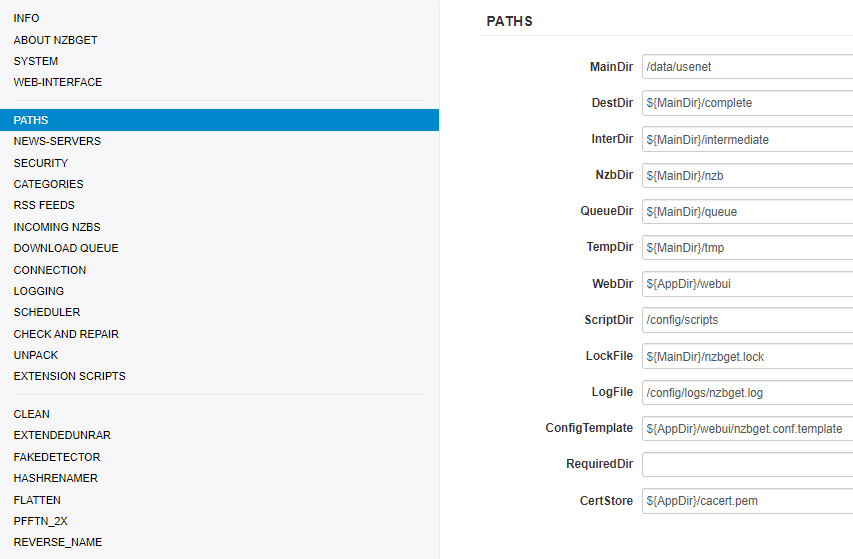 INFO
ABOUT NZBGET
SYSTEM
WEB-INTERFACE
PATHS
NEWS-SERVERS
SECURITY
CATEGORIES
RSS FEEDS
INCOMING NZBS
DOWNLOAD QUEUE
CONNECTION
LOGGING
SCHEDULER
CHECK AND REPAIR
UNPACK
EXTENSION SCRIPTS
CLEAN
EXTENDEDUNRAR
FAKEDETECTOR
HASHRENAMER
FLATTEN
PFFTN_2X
REVERSE_NAME
PATHS
MainDir /data/usenet
DestDir ${MainDir}/complete
InterDir ${MainDir}/intermediate
NzbDir ${MainDir}/nzb
QueueDir ${MainDir}/queue
TempDir ${MainDir}/tmp
WebDir ${AppDir}/webui
ScriptDir /config/scripts
LockFile ${MainDir}/nzbget.lock
LogFile /config/logs/nzbget.log
ConfigTemplate ${AppDir}/webui/nzbget.conf.template
RequiredDir
CertStore ${AppDir}/cacert.pem